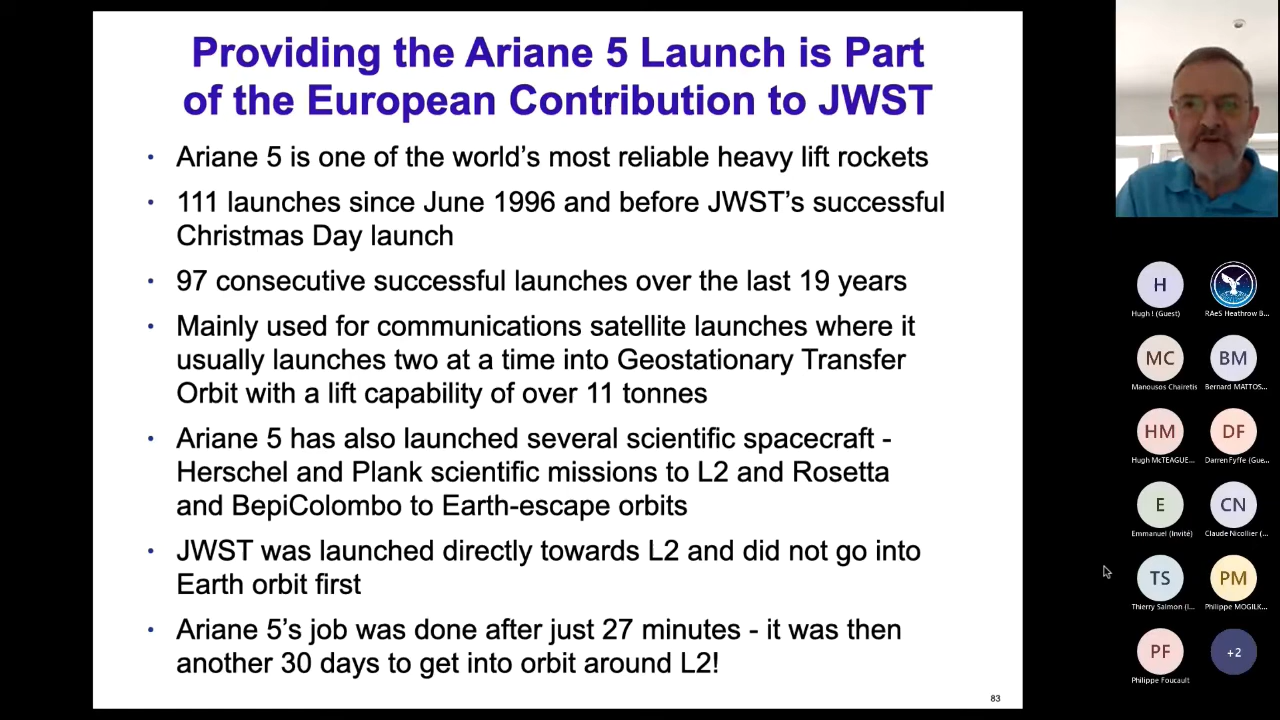 Providing the Ariane 5 Launch is Part
of the European Contribution to JWST
• Ariane 5 is one of the world's most reliable heavy lift rockets
• 111 launches since June 1996 and before JWST's successful
Christmas Day launch
• 97 consecutive successful launches over the last 19 years
• Mainly used for communications satellite launches where it
usually launches two at a time into Geostationary Transfer
Orbit with a lift capability of over 11 tonnes
• Ariane 5 has also launched several scientific spacecraft -
Herschel and Plank scientific missions to L2 and Rosetta
and BepiColombo to Earth-escape orbits
• JWST was launched directly towards L2 and did not go into
Earth orbit first
• Ariane 5's job was done after just 27 minutes - it was then
another 30 days to get into orbit around L2!
83
H
Hugh ! (Guest)
RAeS Heathrow B...
MC
BM
Manousos Chairetis
Bernard MATTOS...
HM
DF
Hugh McTEAGUE...
Darren Fyffe (Gue...
E
CN
Emmanuel (Invité)
Claude Nicollier (...
TS
PM
Thierry Salmon (I...
Philippe MOGILK...
PF
+2
Philippe Foucault